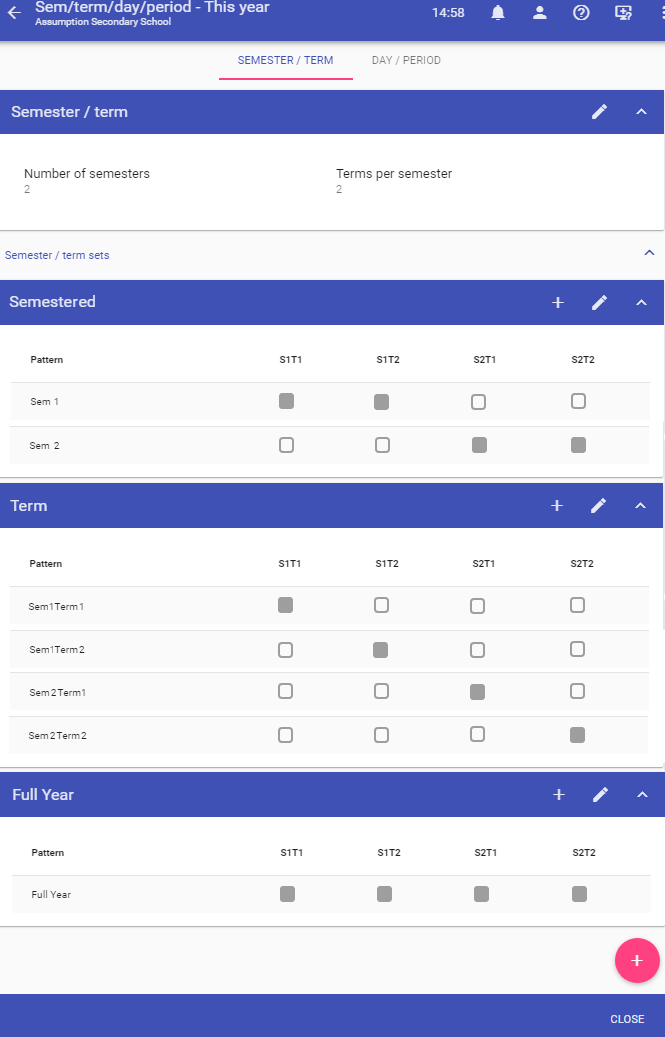 Sem/term/day/period - This year
Assumption Secondary School
14:58
SEMESTER / TERM DAY / PERIOD
Semester / term
Number of semesters Terms per semester
2 2
Semester / term sets
Semestered
Pattern S1T1 S1T2 S2T1 S2T2
Sem 1
Sem 2
Term
Pattern S1T1 S1T2 S2T1 S2T2
Sem1Term1
Sem1Term2
Sem2Term1
Sem2Term2
Full Year
Pattern S1T1 S1T2 S2T1 S2T2
Full Year
CLOSE